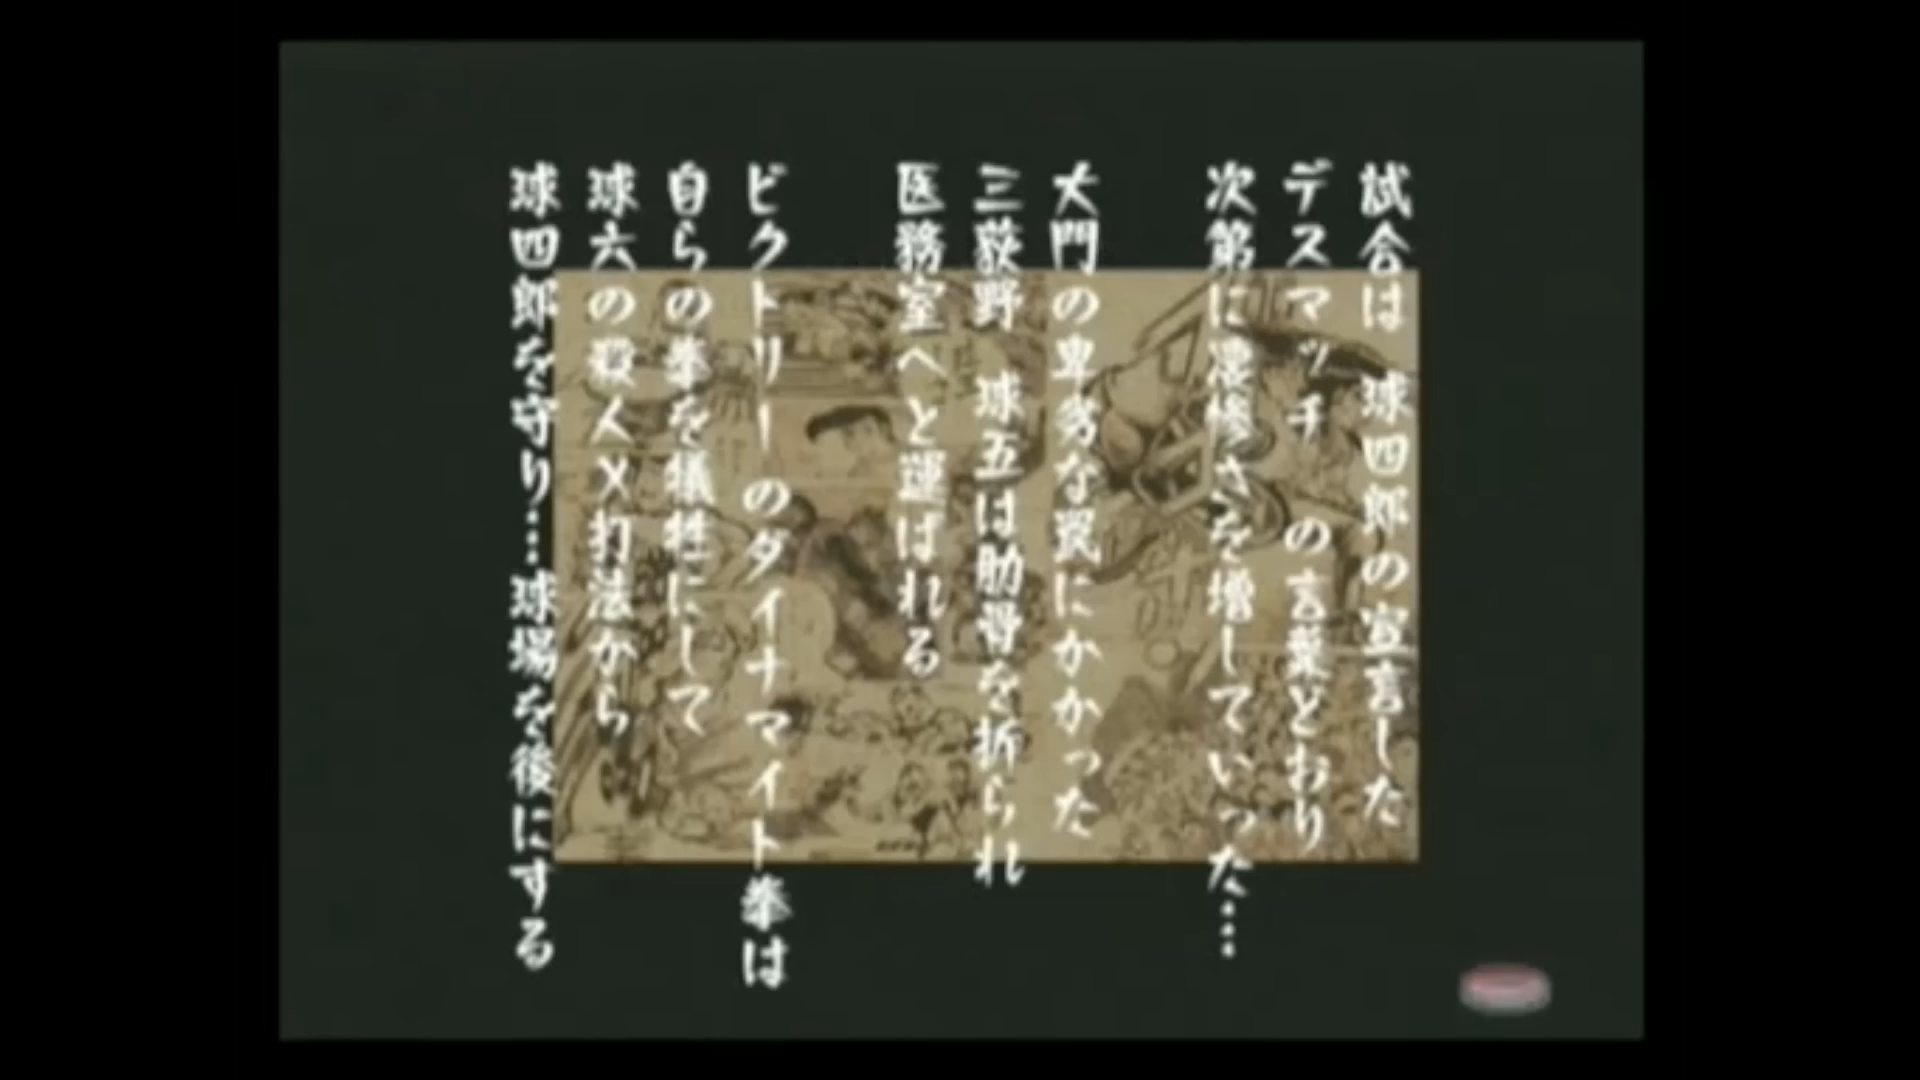 試合は 球四郎の宣言した
デスマッチ の言葉どおり
次第に凄惨さを増していった…
大門の卑劣な罠にかかった
三荻野 球五は肋骨を折られ
医務室へと運ばれる
ビクトリー のダイナマイト拳は
自らの拳を犠牲にして
球六の殺人X打法から
球四郎を守り…球場を後にする